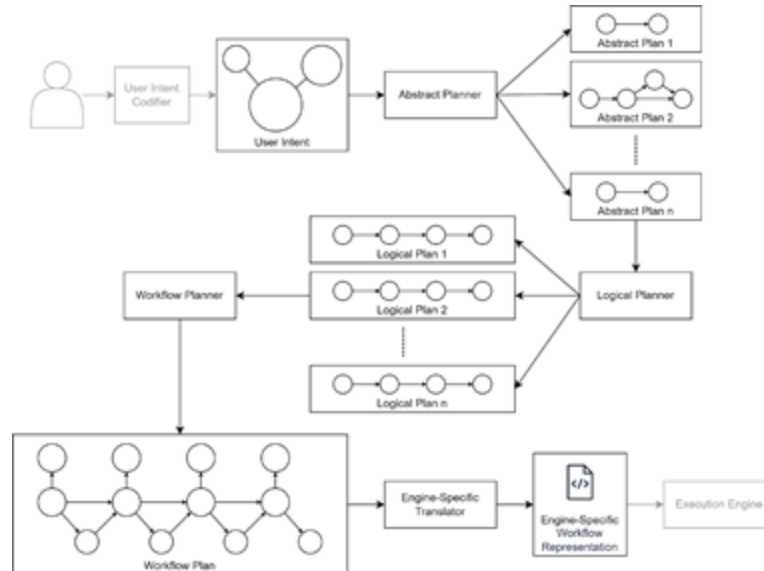 User Intent
Codifier
User Intent
Abstract Planner
Abstract Plan 1
Abstract Plan 2
Abstract Plan n
Logical Planner
Logical Plan 1
Logical Plan 2
Logical Plan n
Workflow Planner
Workflow Plan
Engine-Specific
Translator
</>
Engine-Specific
Workflow
Representation
Execution Engine